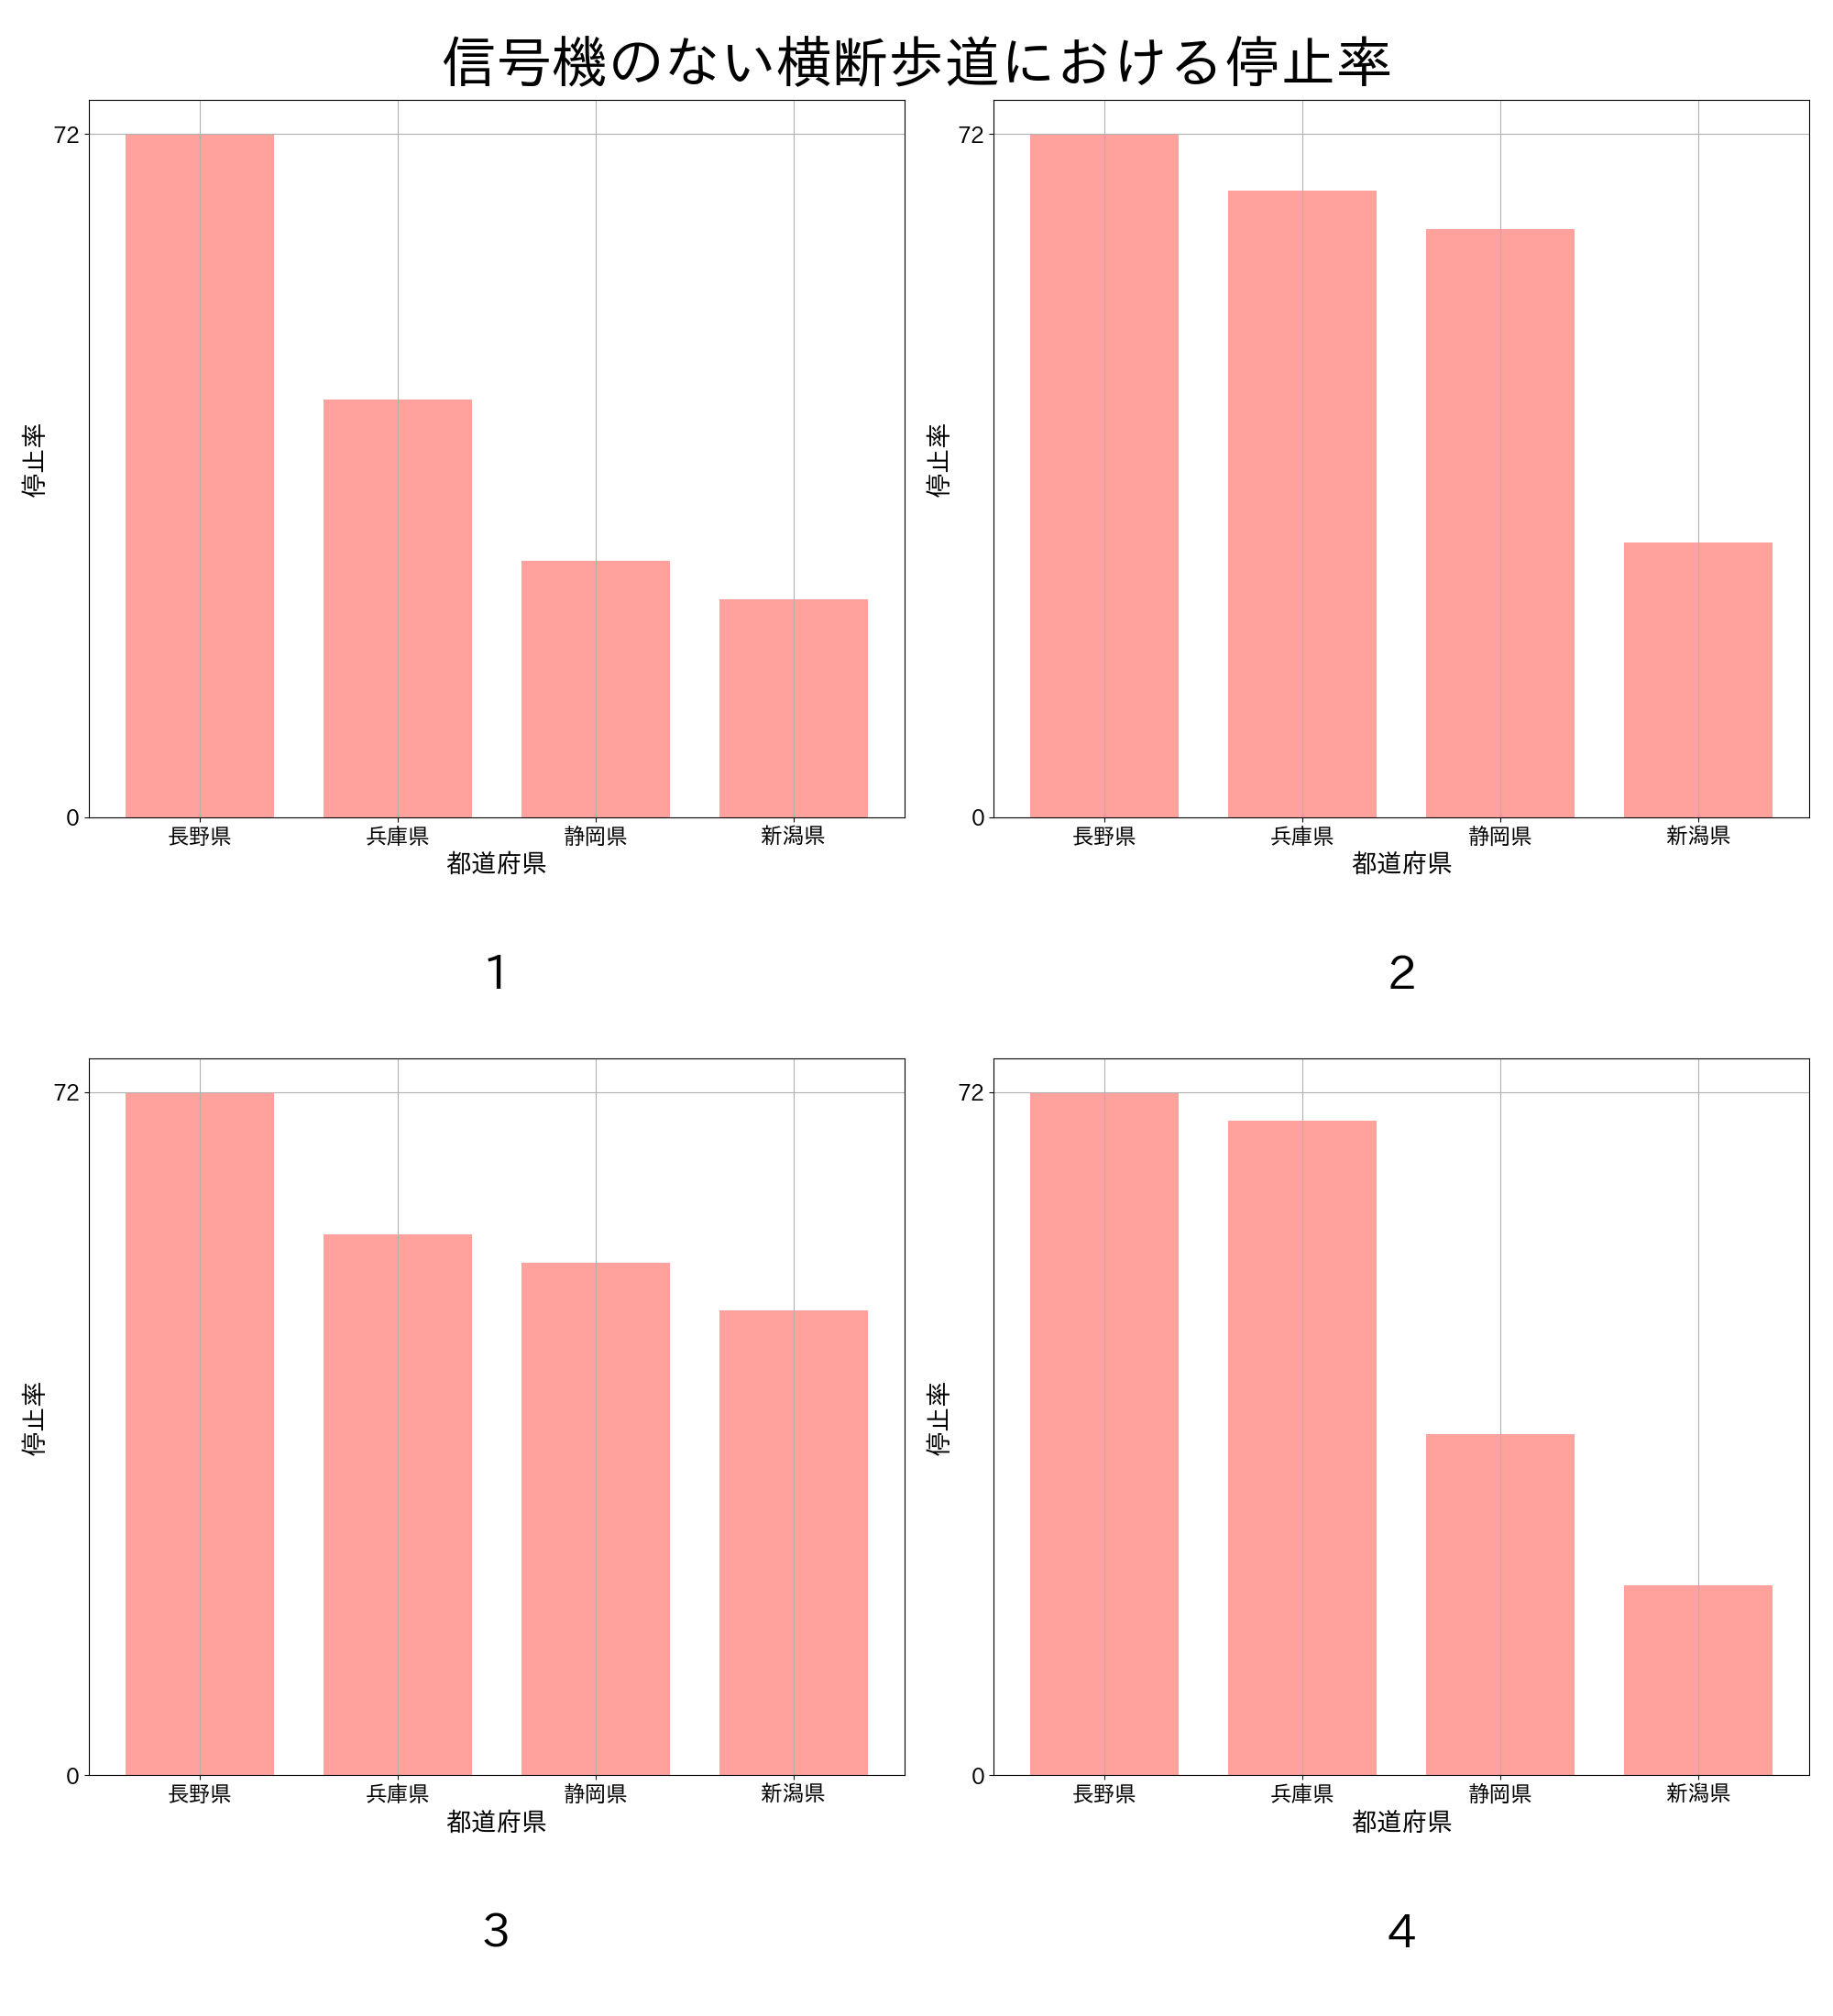 信号機のない横断歩道における停止率
72
停止率
0
長野県 兵庫県 静岡県 新潟県
都道府県
1
72
停止率
0
長野県 兵庫県 静岡県 新潟県
都道府県
2
72
停止率
0
長野県 兵庫県 静岡県 新潟県
都道府県
3
72
停止率
0
長野県 兵庫県 静岡県 新潟県
都道府県
4